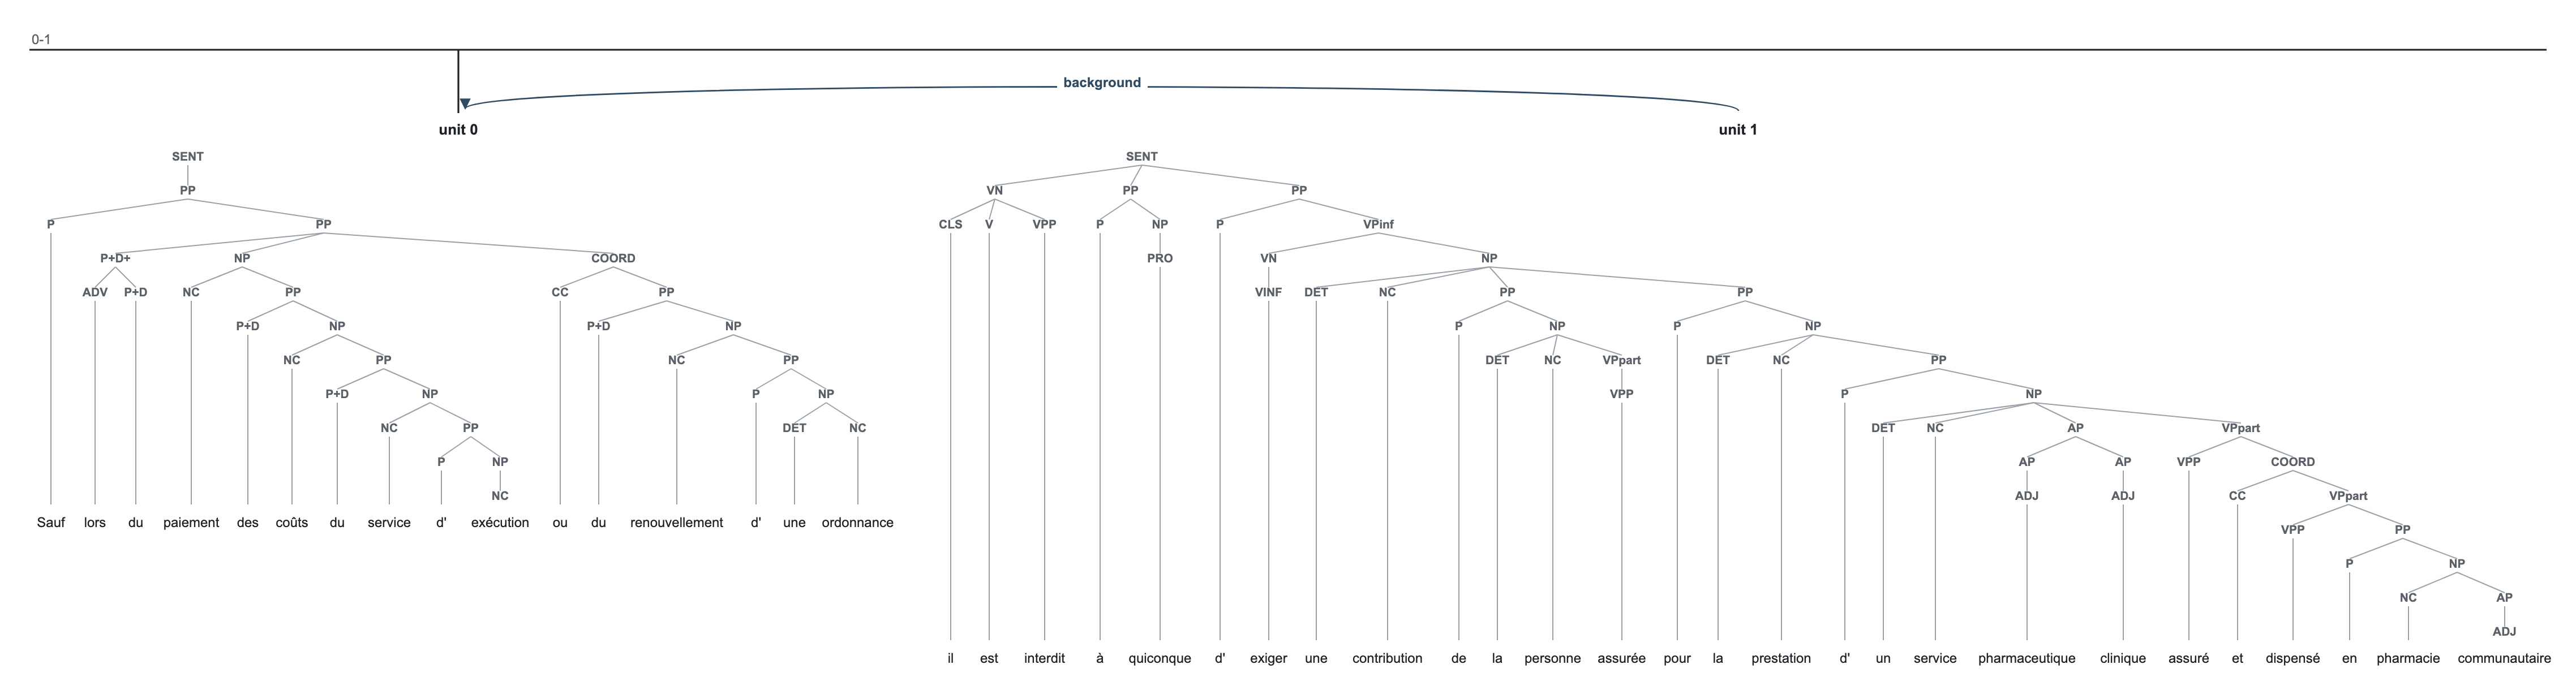 0-1
background
unit 0 unit 1
SENT SENT
PP VN PP PP
P PP CLS V VPP P NP P VPinf
P+D+ NP COORD PRO VN NP
ADV P+D NC PP CC PP VINF DET NC PP PP
P+D NP P+D NP P NP P NP
NC PP NC PP DET NC VPpart DET NC PP
P+D NP P NP VPP P NP
NC PP DET NC DET NC AP VPpart
P NP AP AP VPP COORD
NC ADJ ADJ CC VPpart
Sauf lors du paiement des coûts du service d' exécution ou du renouvellement d' une ordonnance VPP PP
P NP
NC AP
ADJ
il est interdit à quiconque d' exiger une contribution de la personne assurée pour la prestation d' un service pharmaceutique clinique assuré et dispensé en pharmacie communautaire